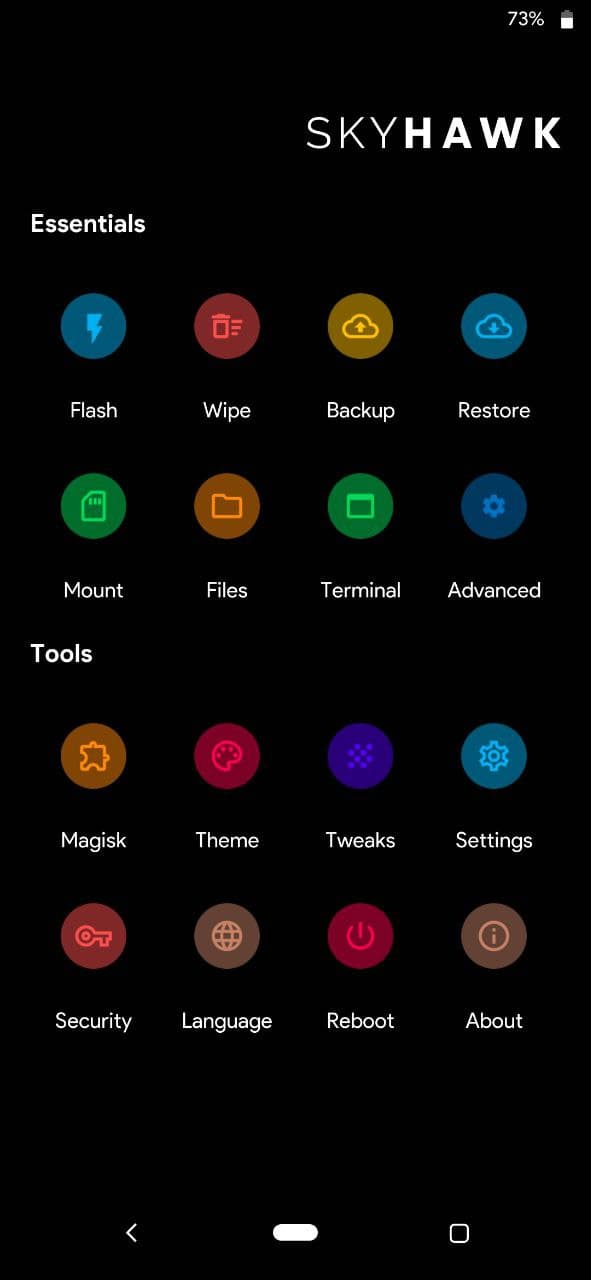 73%
SKYHAWK
Essentials
Flash Wipe Backup Restore
Mount Files Terminal Advanced
Tools
Magisk Theme Tweaks Settings
Security Language Reboot About